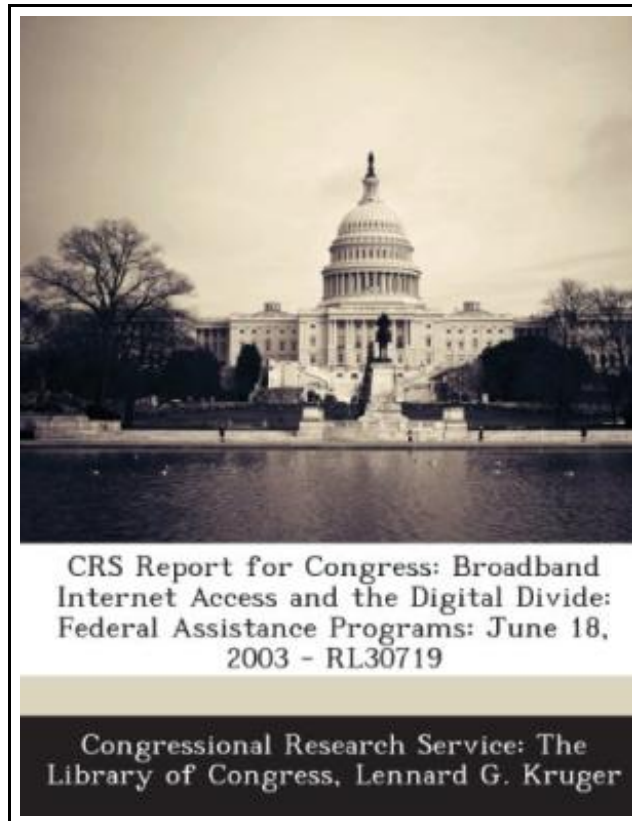 CRS Report for Congress: Broadband
Internet Access and the Digital Divide:
Federal Assistance Programs: June 18,
2003 - RL30719
Congressional Research Service: The
Library of Congress, Lennard G. Kruger